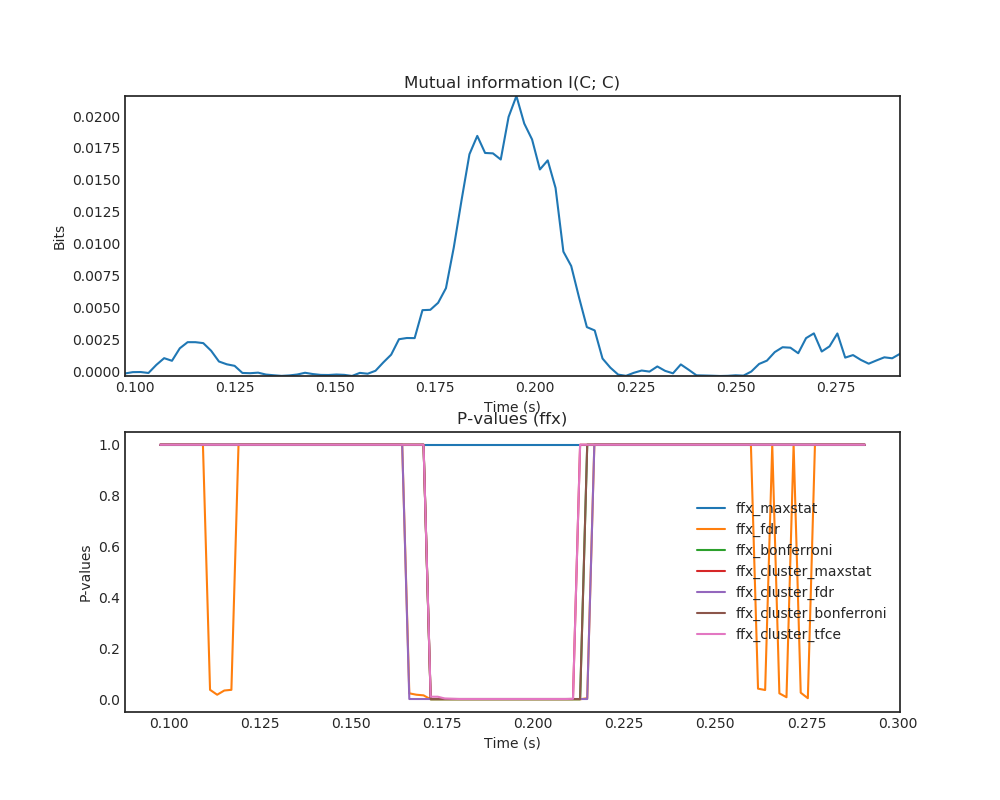 Mutual information I(C; C)
Bits
0.0200
0.0175
0.0150
0.0125
0.0100
0.0075
0.0050
0.0025
0.0000
0.100 0.125 0.150 0.175 0.200 0.225 0.250 0.275
Time (s)
P-values (ffx)
P-values
1.0
0.8
0.6
0.4
0.2
0.0
ffx_maxstat
ffx_fdr
ffx_bonferroni
ffx_cluster_maxstat
ffx_cluster_fdr
ffx_cluster_bonferroni
ffx_cluster_tfce
0.100 0.125 0.150 0.175 0.200 0.225 0.250 0.275 0.300
Time (s)